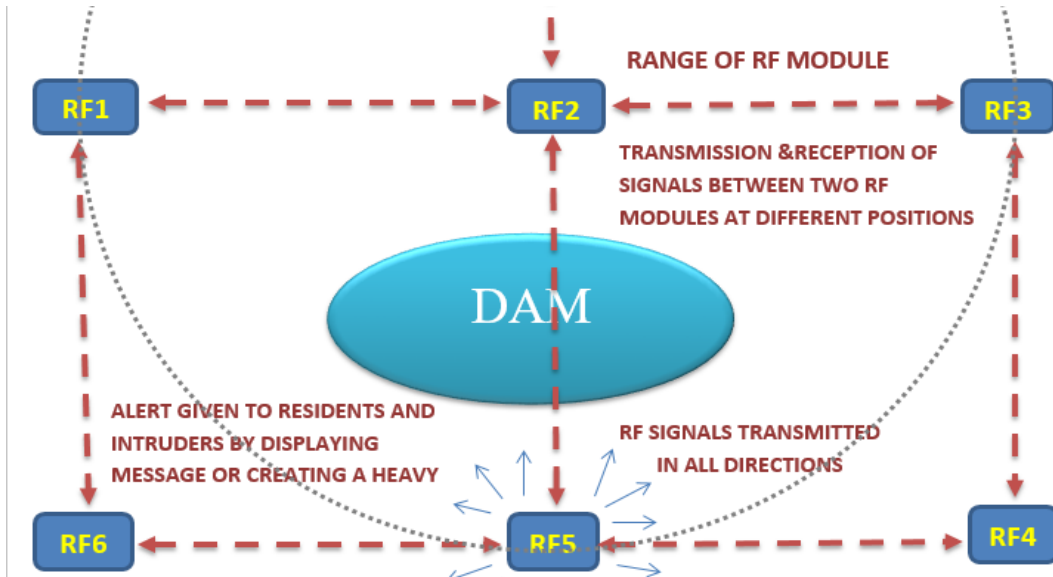 RANGE OF RF MODULE
RF1
RF2
RF3
TRANSMISSION &RECEPTION OF
SIGNALS BETWEEN TWO RF
MODULES AT DIFFERENT POSITIONS
DAM
ALERT GIVEN TO RESIDENTS AND
INTRUDERS BY DISPLAYING
MESSAGE OR CREATING A HEAVY
RF SIGNALS TRANSMITTED
IN ALL DIRECTIONS
RF6
RF5
RF4